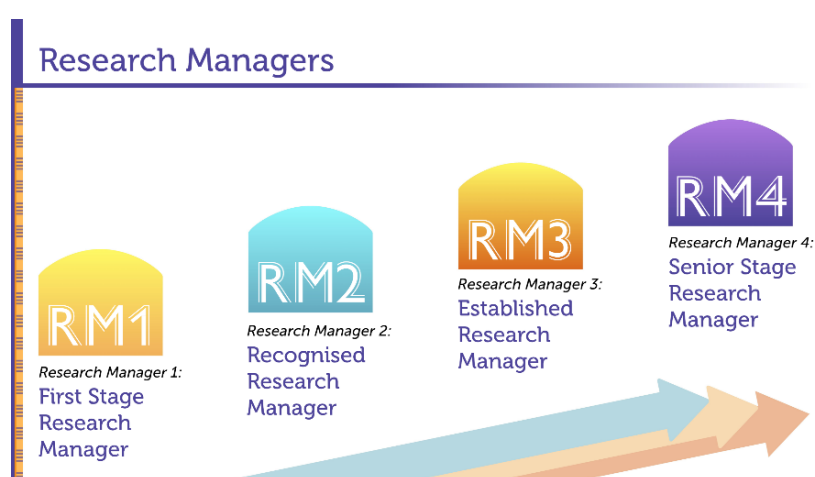 Research Managers
RM1
Research Manager 1:
First Stage
Research
Manager
RM2
Research Manager 2:
Recognised
Research
Manager
RM3
Research Manager 3:
Established
Research
Manager
RM4
Research Manager 4:
Senior Stage
Research
Manager